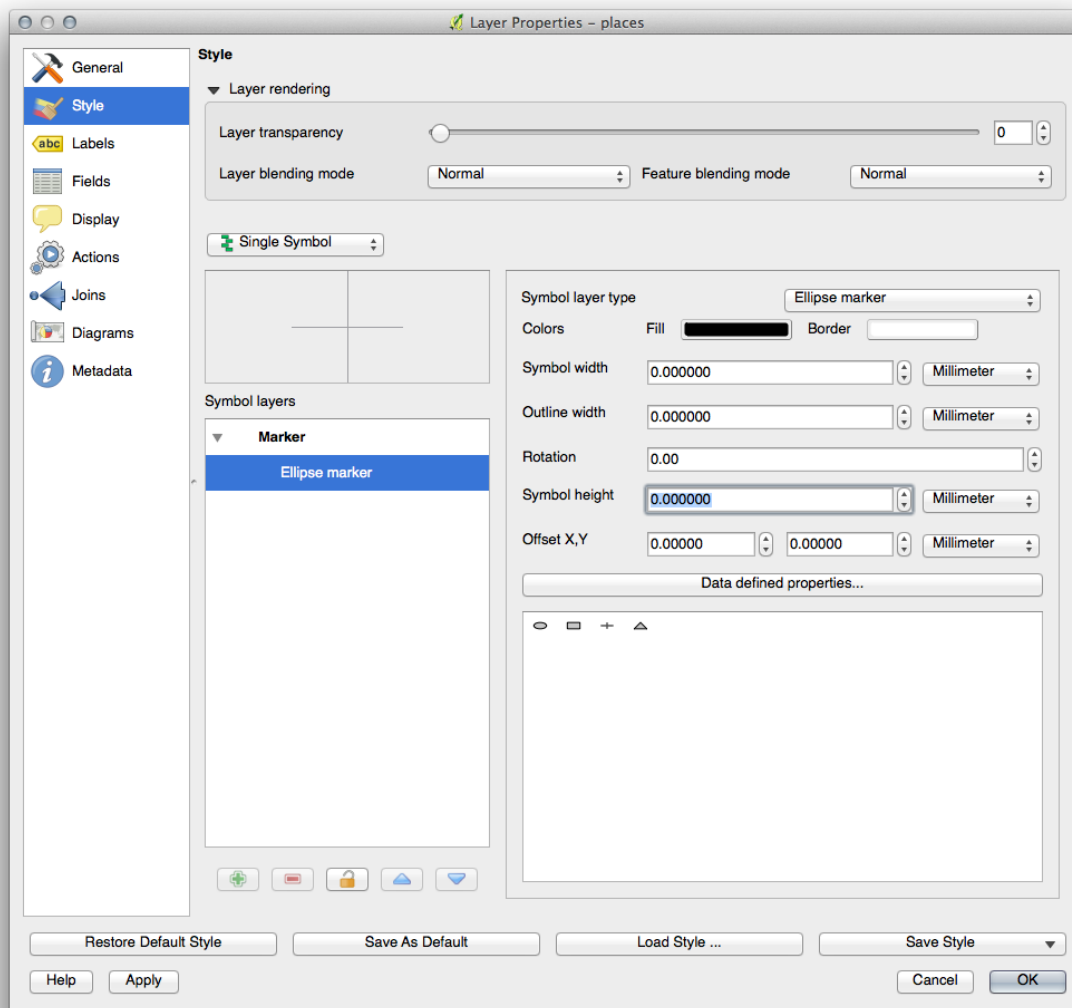 Layer Properties – places
General
Style
Labels
Fields
Display
Actions
Joins
Diagrams
Metadata
Style
Layer rendering
Layer transparency 0
Layer blending mode Normal Feature blending mode Normal
Single Symbol
Symbol layers
Marker
Ellipse marker
Symbol layer type Ellipse marker
Colors Fill Border
Symbol width 0.000000 Millimeter
Outline width 0.000000 Millimeter
Rotation 0.00
Symbol height 0.000000 Millimeter
Offset X,Y 0.00000 0.00000 Millimeter
Data defined properties...
Restore Default Style Save As Default Load Style ... Save Style
Help Apply Cancel OK
abc